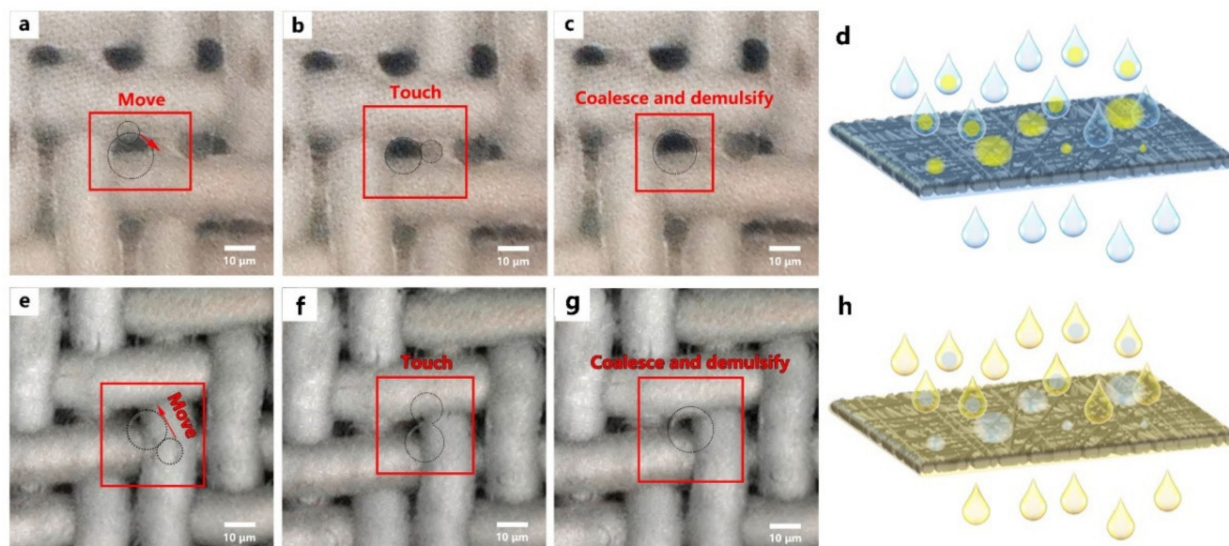 a
Move
10 μm
b
Touch
10 μm
c
Coalesce and demulsify
10 μm
d
e
Move
10 μm
f
Touch
10 μm
g
Coalesce and demulsify
10 μm
h